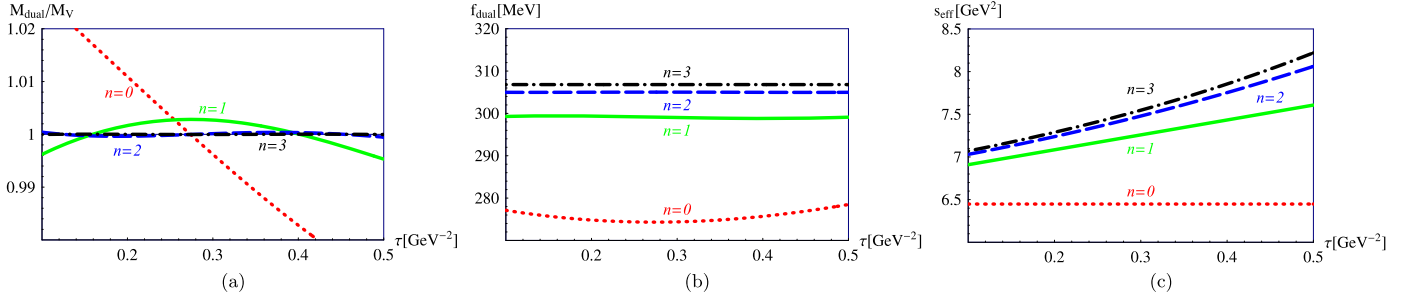 M_dual/M_V
1.02
1.01
1
0.99
n=0
n=1
n=2
n=3
0.2
0.3
0.4
0.5
τ[GeV⁻²]
(a)
f_dual[MeV]
320
310
300
290
280
n=3
n=2
n=1
n=0
0.2
0.3
0.4
0.5
τ[GeV⁻²]
(b)
s_eff[GeV²]
8.5
8
7.5
7
6.5
n=3
n=2
n=1
n=0
0.2
0.3
0.4
0.5
τ[GeV⁻²]
(c)